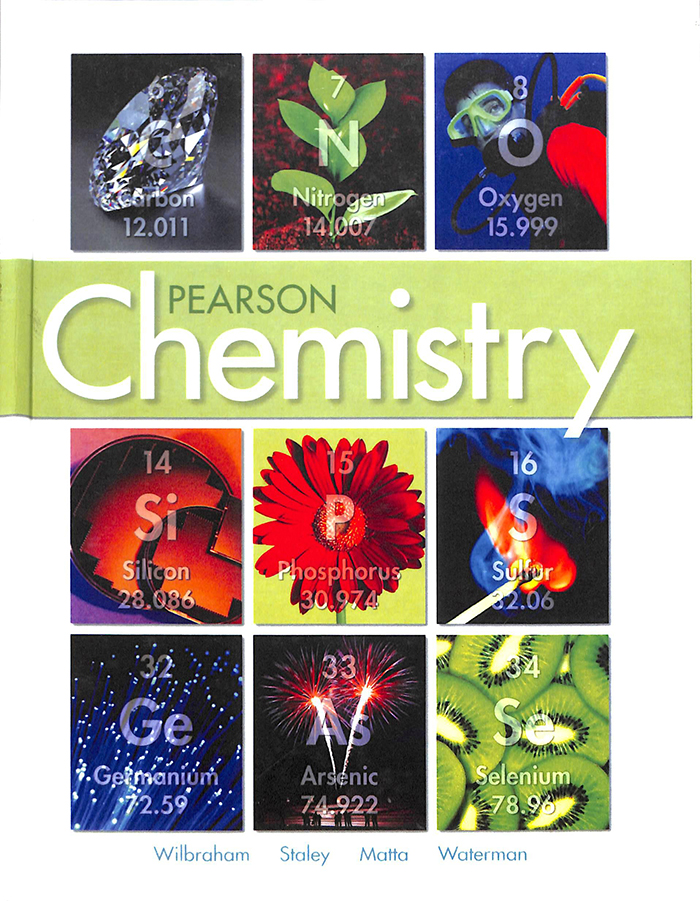 6
C
Carbon
12.011
7
N
Nitrogen
14.007
8
O
Oxygen
15.999
PEARSON
Chemistry
14
Si
Silicon
28.086
15
P
Phosphorus
30.974
16
S
Sulfur
32.06
32
Ge
Germanium
72.59
33
As
Arsenic
74.922
34
Se
Selenium
78.96
Wilbraham Staley Matta Waterman